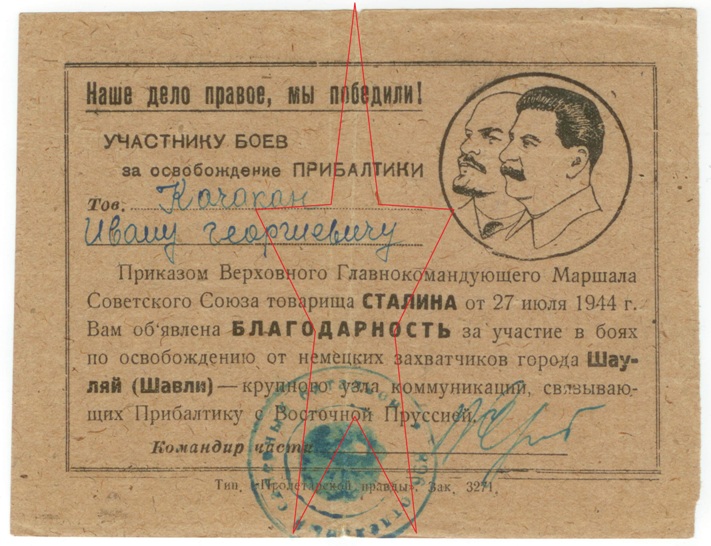 Наше дело правое, мы победили!
УЧАСТНИКУ БОЕВ
за освобождение ПРИБАЛТИКИ
Тов. Качакан
Ивану Георгиевичу
Приказом Верховного Главнокомандующего Маршала
Советского Союза товарища СТАЛИНА от 27 июля 1944 г.
Вам об'явлена БЛАГОДАРНОСТЬ за участие в боях
по освобождению от немецких захватчиков города Шау-
ляй (Шавли) — крупного узла коммуникаций, связываю-
щих Прибалтику с Восточной Пруссией.
Командир части
Тип. „Пролетарской правды". Зак. 3271.